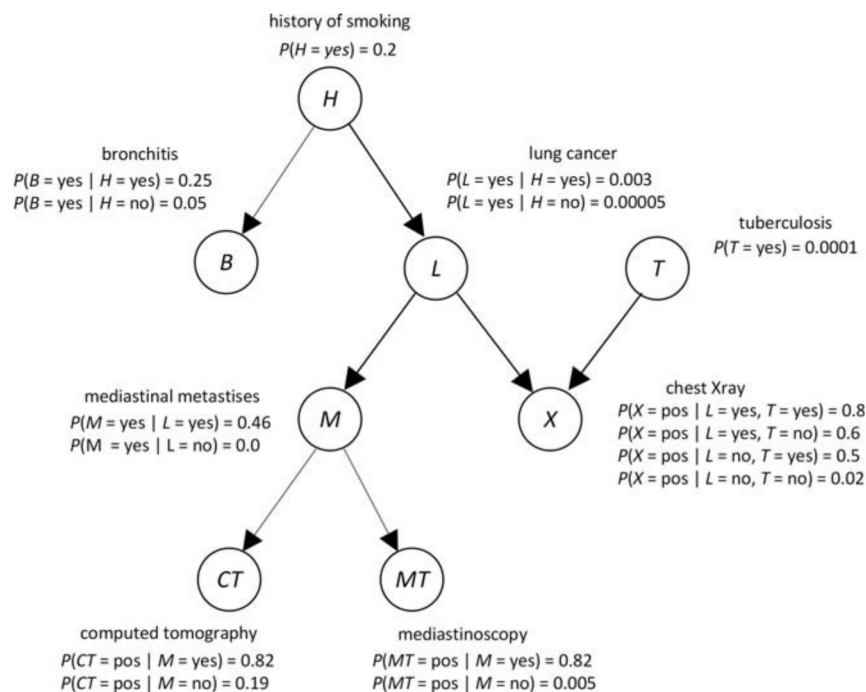 history of smoking
P(H = yes) = 0.2
H
bronchitis
P(B = yes | H = yes) = 0.25
P(B = yes | H = no) = 0.05
lung cancer
P(L = yes | H = yes) = 0.003
P(L = yes | H = no) = 0.00005
tuberculosis
P(T = yes) = 0.0001
B
L
T
mediastinal metastises
P(M = yes | L = yes) = 0.46
P(M = yes | L = no) = 0.0
M
X
chest Xray
P(X = pos | L = yes, T = yes) = 0.8
P(X = pos | L = yes, T = no) = 0.6
P(X = pos | L = no, T = yes) = 0.5
P(X = pos | L = no, T = no) = 0.02
CT
MT
computed tomography
P(CT = pos | M = yes) = 0.82
P(CT = pos | M = no) = 0.19
mediastinoscopy
P(MT = pos | M = yes) = 0.82
P(MT = pos | M = no) = 0.005